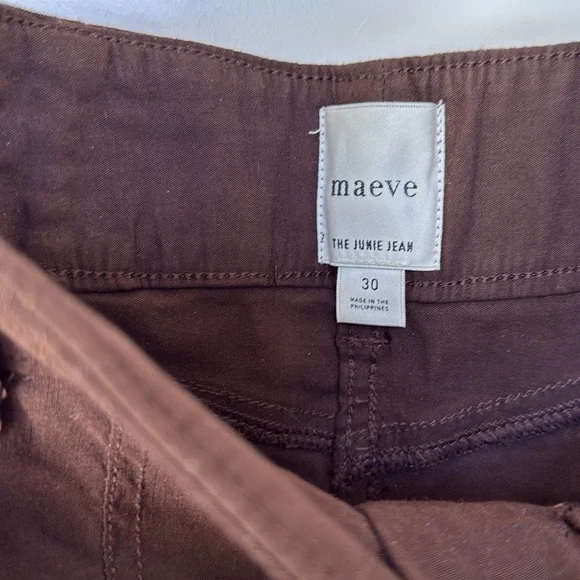 maeve
THE JUNIE JEAN
30
MADE IN THE
PHILIPPINES